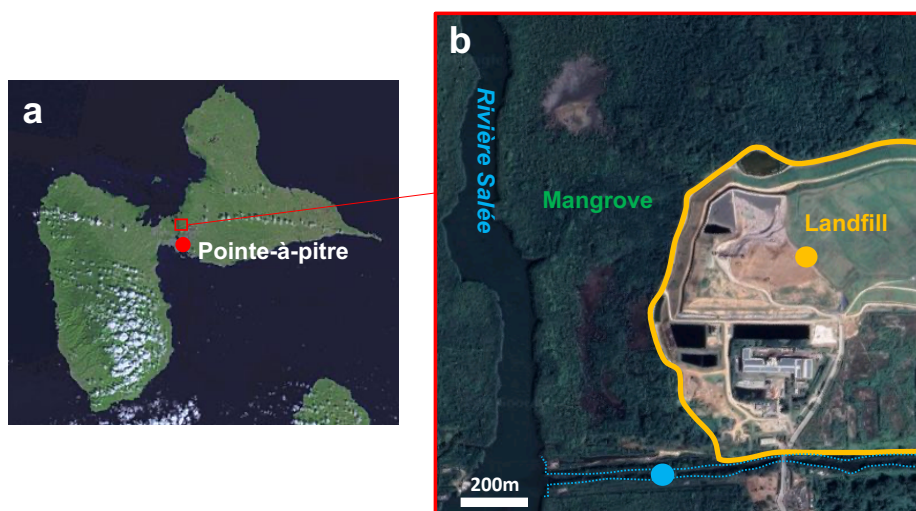 a
Pointe-à-pitre
b
Rivière Salée
Mangrove
Landfill
200m